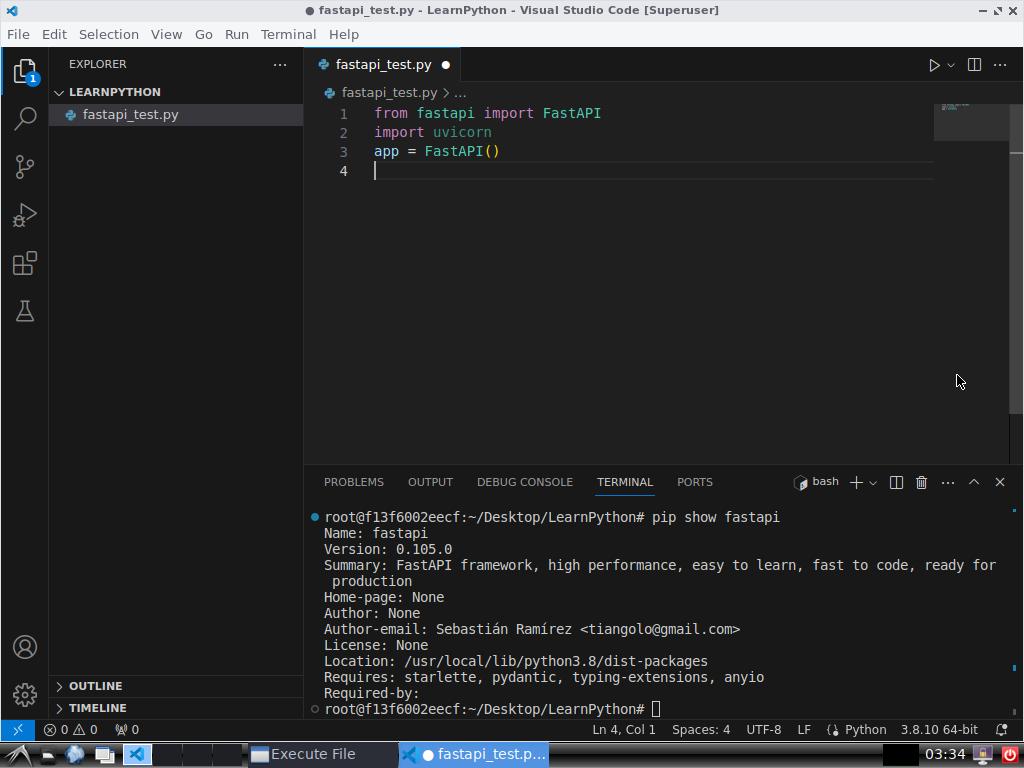 ● fastapi_test.py - LearnPython - Visual Studio Code [Superuser]
File Edit Selection View Go Run Terminal Help
EXPLORER
1
LEARNPYTHON
fastapi_test.py
fastapi_test.py ●
fastapi_test.py > ...
1 from fastapi import FastAPI
2 import uvicorn
3 app = FastAPI()
4
PROBLEMS OUTPUT DEBUG CONSOLE TERMINAL PORTS bash
root@f13f6002eecf:~/Desktop/LearnPython# pip show fastapi
Name: fastapi
Version: 0.105.0
Summary: FastAPI framework, high performance, easy to learn, fast to code, ready for
production
Home-page: None
Author: None
Author-email: Sebastián Ramírez <tiangolo@gmail.com>
License: None
Location: /usr/local/lib/python3.8/dist-packages
Requires: starlette, pydantic, typing-extensions, anyio
Required-by:
root@f13f6002eecf:~/Desktop/LearnPython#
OUTLINE
TIMELINE
0 0 0 Ln 4, Col 1 Spaces: 4 UTF-8 LF Python 3.8.10 64-bit
Execute File ● fastapi_test.p... 03:34